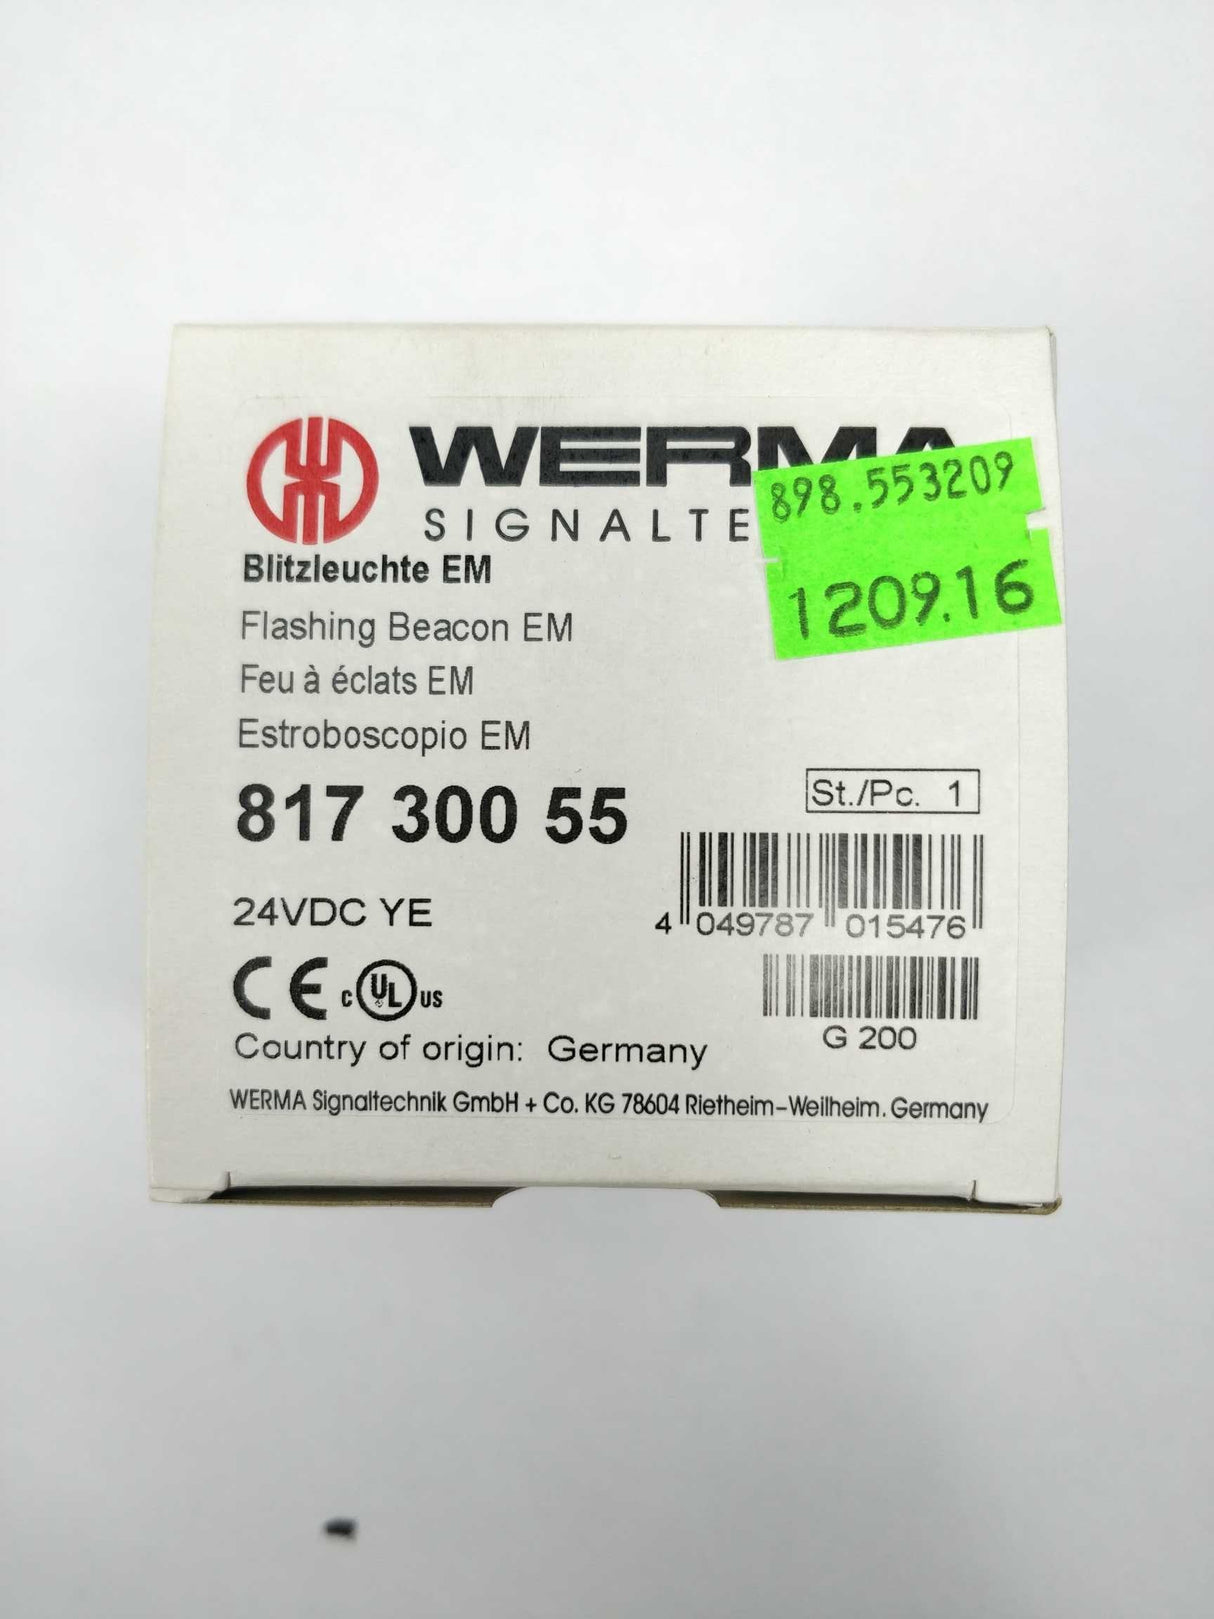 WERMA
SIGNALTE
898.553209
1209.16
Blitzleuchte EM
Flashing Beacon EM
Feu à éclats EM
Estroboscopio EM
817 300 55
St./Pc. 1
24VDC YE
4 049787 015476
CE c UL us
G 200
Country of origin: Germany
WERMA Signaltechnik GmbH + Co. KG 78604 Rietheim-Weilheim. Germany